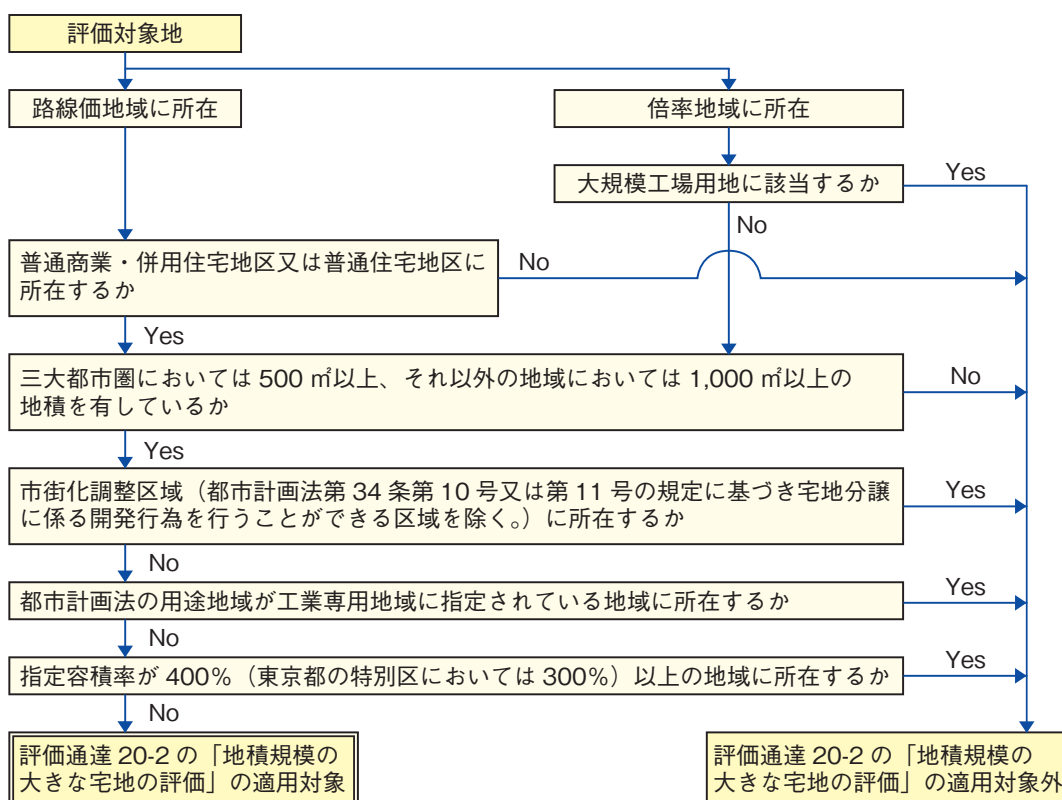 評価対象地
路線価地域に所在
倍率地域に所在
大規模工場用地に該当するか
Yes
No
普通商業・併用住宅地区又は普通住宅地区に
所在するか
No
Yes
三大都市圏においては 500 ㎡以上、それ以外の地域においては 1,000 ㎡以上の
地積を有しているか
No
Yes
市街化調整区域（都市計画法第 34 条第 10 号又は第 11 号の規定に基づき宅地分譲
に係る開発行為を行うことができる区域を除く。）に所在するか
Yes
No
都市計画法の用途地域が工業専用地域に指定されている地域に所在するか
Yes
No
指定容積率が 400％（東京都の特別区においては 300％）以上の地域に所在するか
Yes
No
評価通達 20-2 の「地積規模の
大きな宅地の評価」の適用対象
評価通達 20-2 の「地積規模の
大きな宅地の評価」の適用対象外